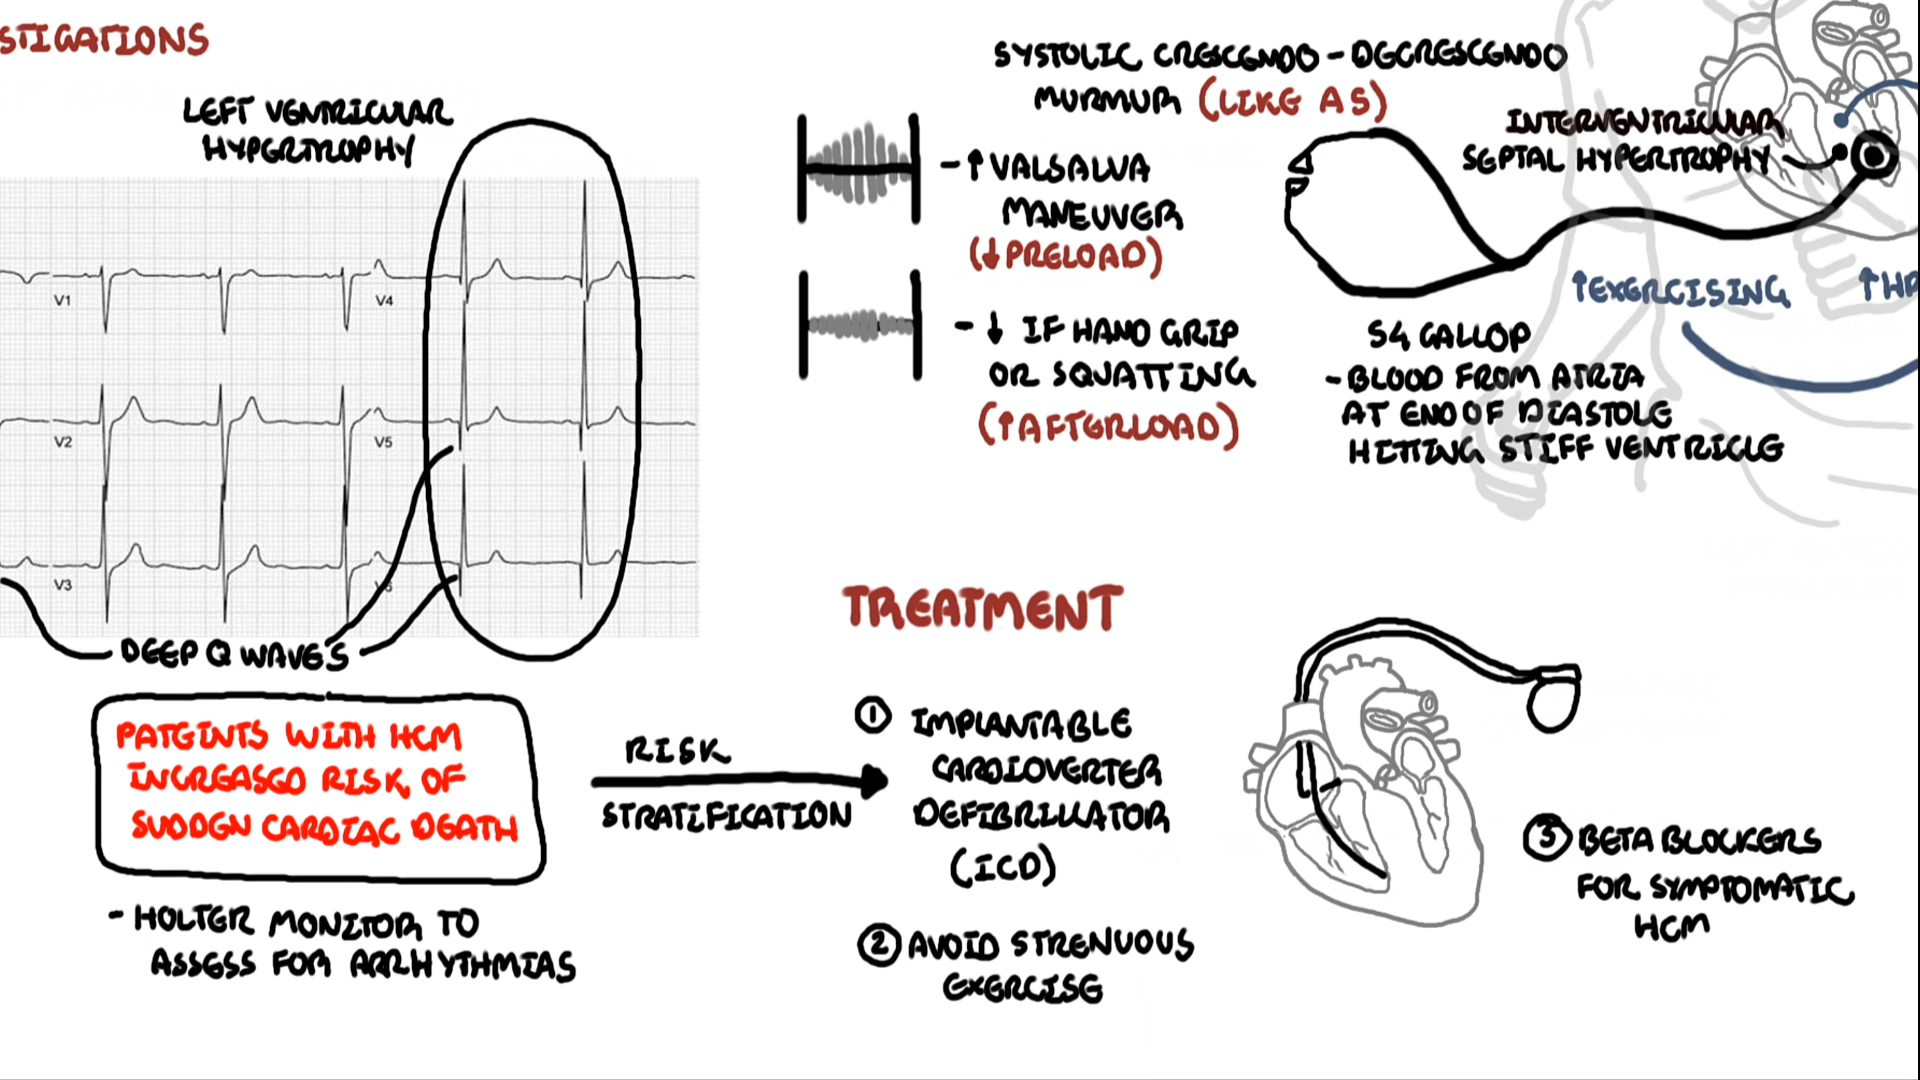 STIGATIONS
LEFT VENTRICULAR
HYPERTROPHY
V1
V4
V2
V5
V3
DEEP Q WAVES
PATEINTS WITH HCM
INCREASED RISK OF
SUDDEN CARDIAC DEATH
- HOLTER MONITOR TO
ASSESS FOR ARRHYTHMIAS
RISK
STRATIFICATION
SYSTOLIC CRESCENDO - DECRESCENDO
MURMUR (LIKE AS)
- ↑ VALSALVA
MANEUVER
(↓ PRELOAD)
- ↓ IF HAND GRIP
OR SQUATTING
(↑ AFTERLOAD)
INTERVENTRICULAR
SEPTAL HYPERTROPHY
↑ EXERCISING
↑ HR
S4 GALLOP
- BLOOD FROM ATRIA
AT END OF DIASTOLE
HITTING STIFF VENTRICLE
TREATMENT
① IMPLANTABLE
CARDIOVERTER
DEFIBRILLATOR
(ICD)
② AVOID STRENUOUS
EXERCISE
③ BETA BLOCKERS
FOR SYMPTOMATIC
HCM